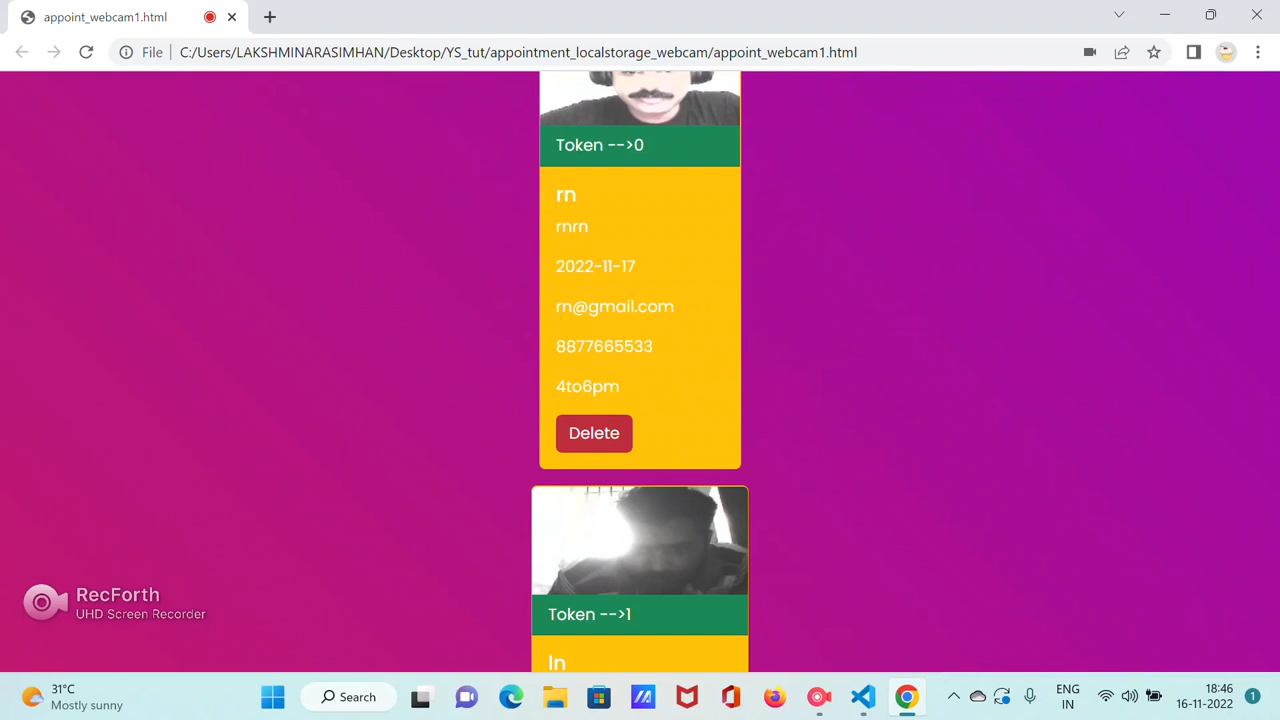 appoint_webcam1.html
File C:/Users/LAKSHMINARASIMHAN/Desktop/YS_tut/appointment_localstorage_webcam/appoint_webcam1.html
Token -->0
rn
rnrn
2022-11-17
rn@gmail.com
8877665533
4to6pm
Delete
Token -->1
ln
RecForth
UHD Screen Recorder
31°C
Mostly sunny
Search
ENG
IN
18:46
16-11-2022
1